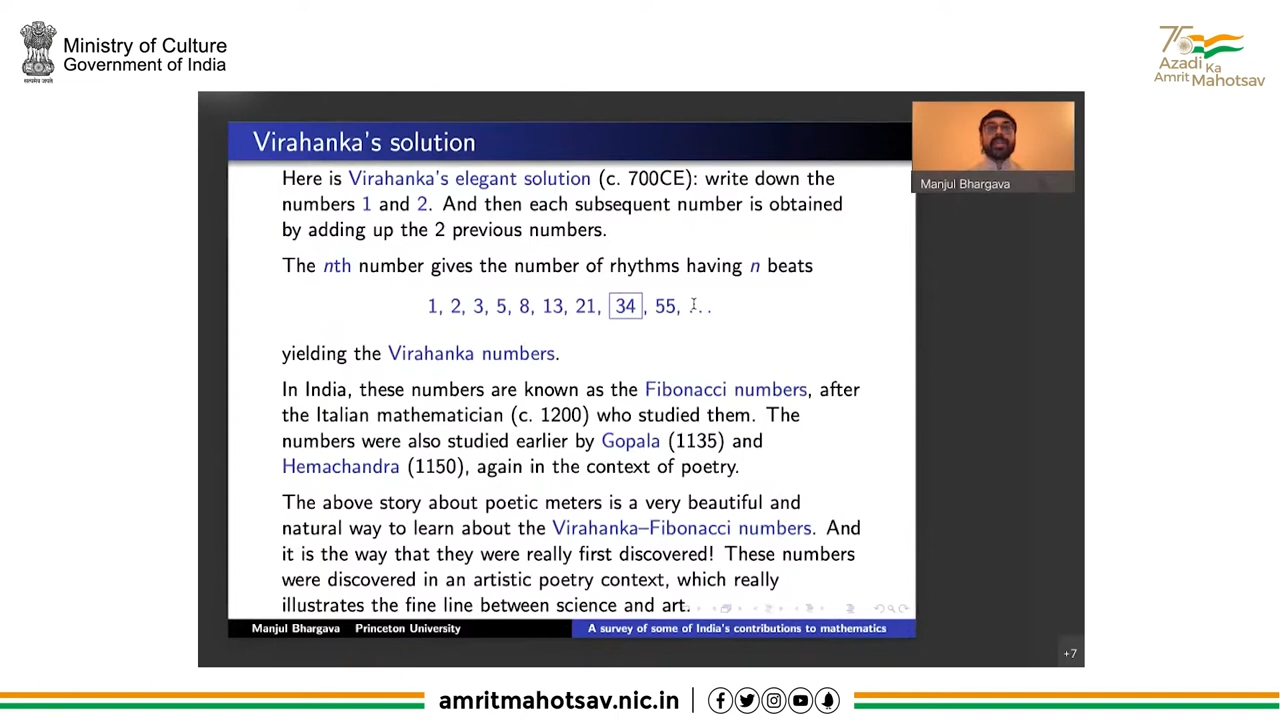 Ministry of Culture
Government of India
सत्यमेव जयते
75
Azadi
Ka
Amrit Mahotsav
Virahanka's solution
Here is Virahanka's elegant solution (c. 700CE): write down the
numbers 1 and 2. And then each subsequent number is obtained
by adding up the 2 previous numbers.
The nth number gives the number of rhythms having n beats
1, 2, 3, 5, 8, 13, 21, 34, 55, ...
yielding the Virahanka numbers.
In India, these numbers are known as the Fibonacci numbers, after
the Italian mathematician (c. 1200) who studied them. The
numbers were also studied earlier by Gopala (1135) and
Hemachandra (1150), again in the context of poetry.
The above story about poetic meters is a very beautiful and
natural way to learn about the Virahanka–Fibonacci numbers. And
it is the way that they were really first discovered! These numbers
were discovered in an artistic poetry context, which really
illustrates the fine line between science and art.
Manjul Bhargava Princeton University
A survey of some of India's contributions to mathematics
Manjul Bhargava
+7
amritmahotsav.nic.in